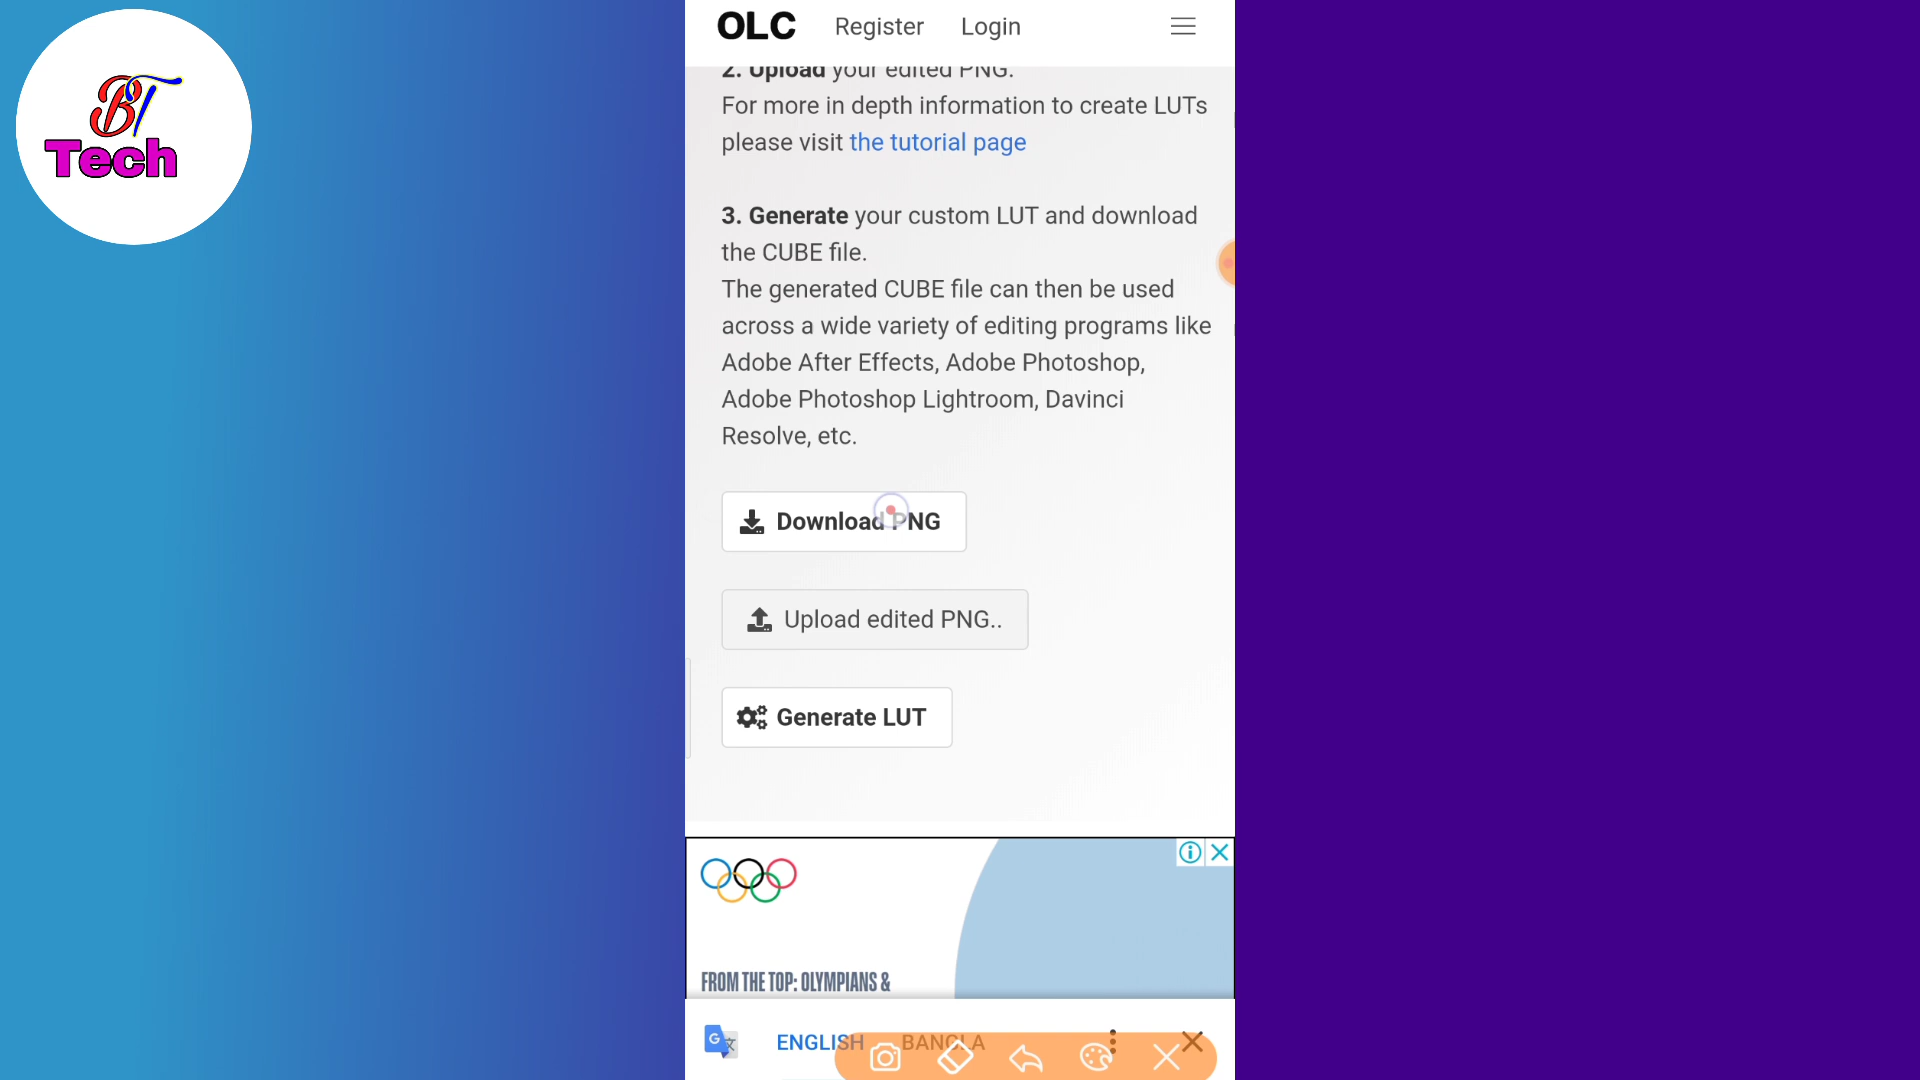 BT
Tech
OLC Register Login
2. Upload your edited PNG.
For more in depth information to create LUTs
please visit the tutorial page
3. Generate your custom LUT and download
the CUBE file.
The generated CUBE file can then be used
across a wide variety of editing programs like
Adobe After Effects, Adobe Photoshop,
Adobe Photoshop Lightroom, Davinci
Resolve, etc.
Download PNG
Upload edited PNG..
Generate LUT
FROM THE TOP: OLYMPIANS &
ENGLISH BANGLA